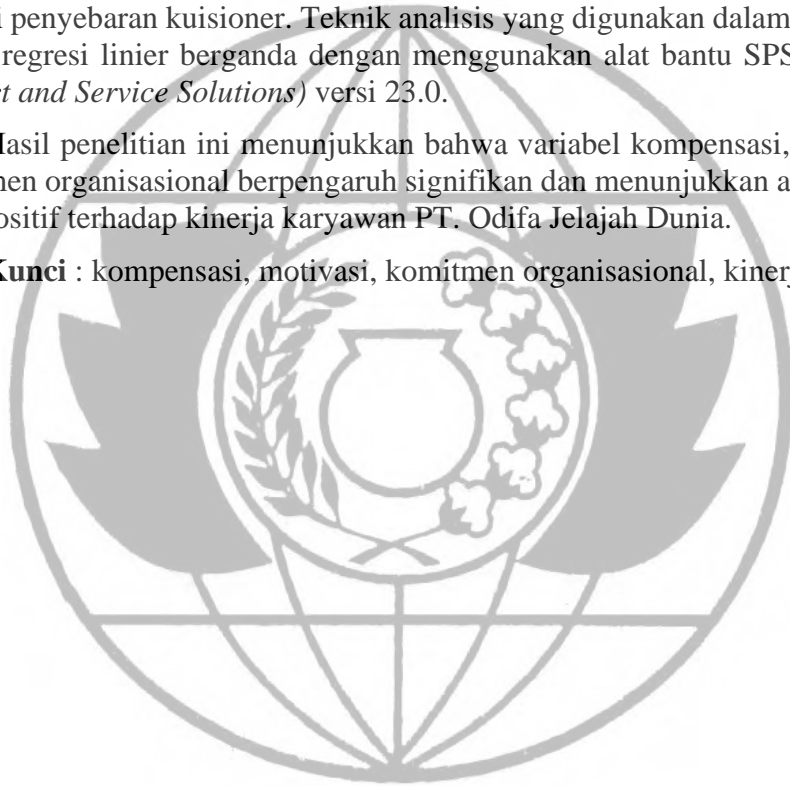 i penyebaran kuisioner. Teknik analisis yang digunakan dalam
regresi linier berganda dengan menggunakan alat bantu SPS
t and Service Solutions) versi 23.0.
Hasil penelitian ini menunjukkan bahwa variabel kompensasi,
men organisasional berpengaruh signifikan dan menunjukkan a
ositif terhadap kinerja karyawan PT. Odifa Jelajah Dunia.
Kunci : kompensasi, motivasi, komitmen organisasional, kinerj